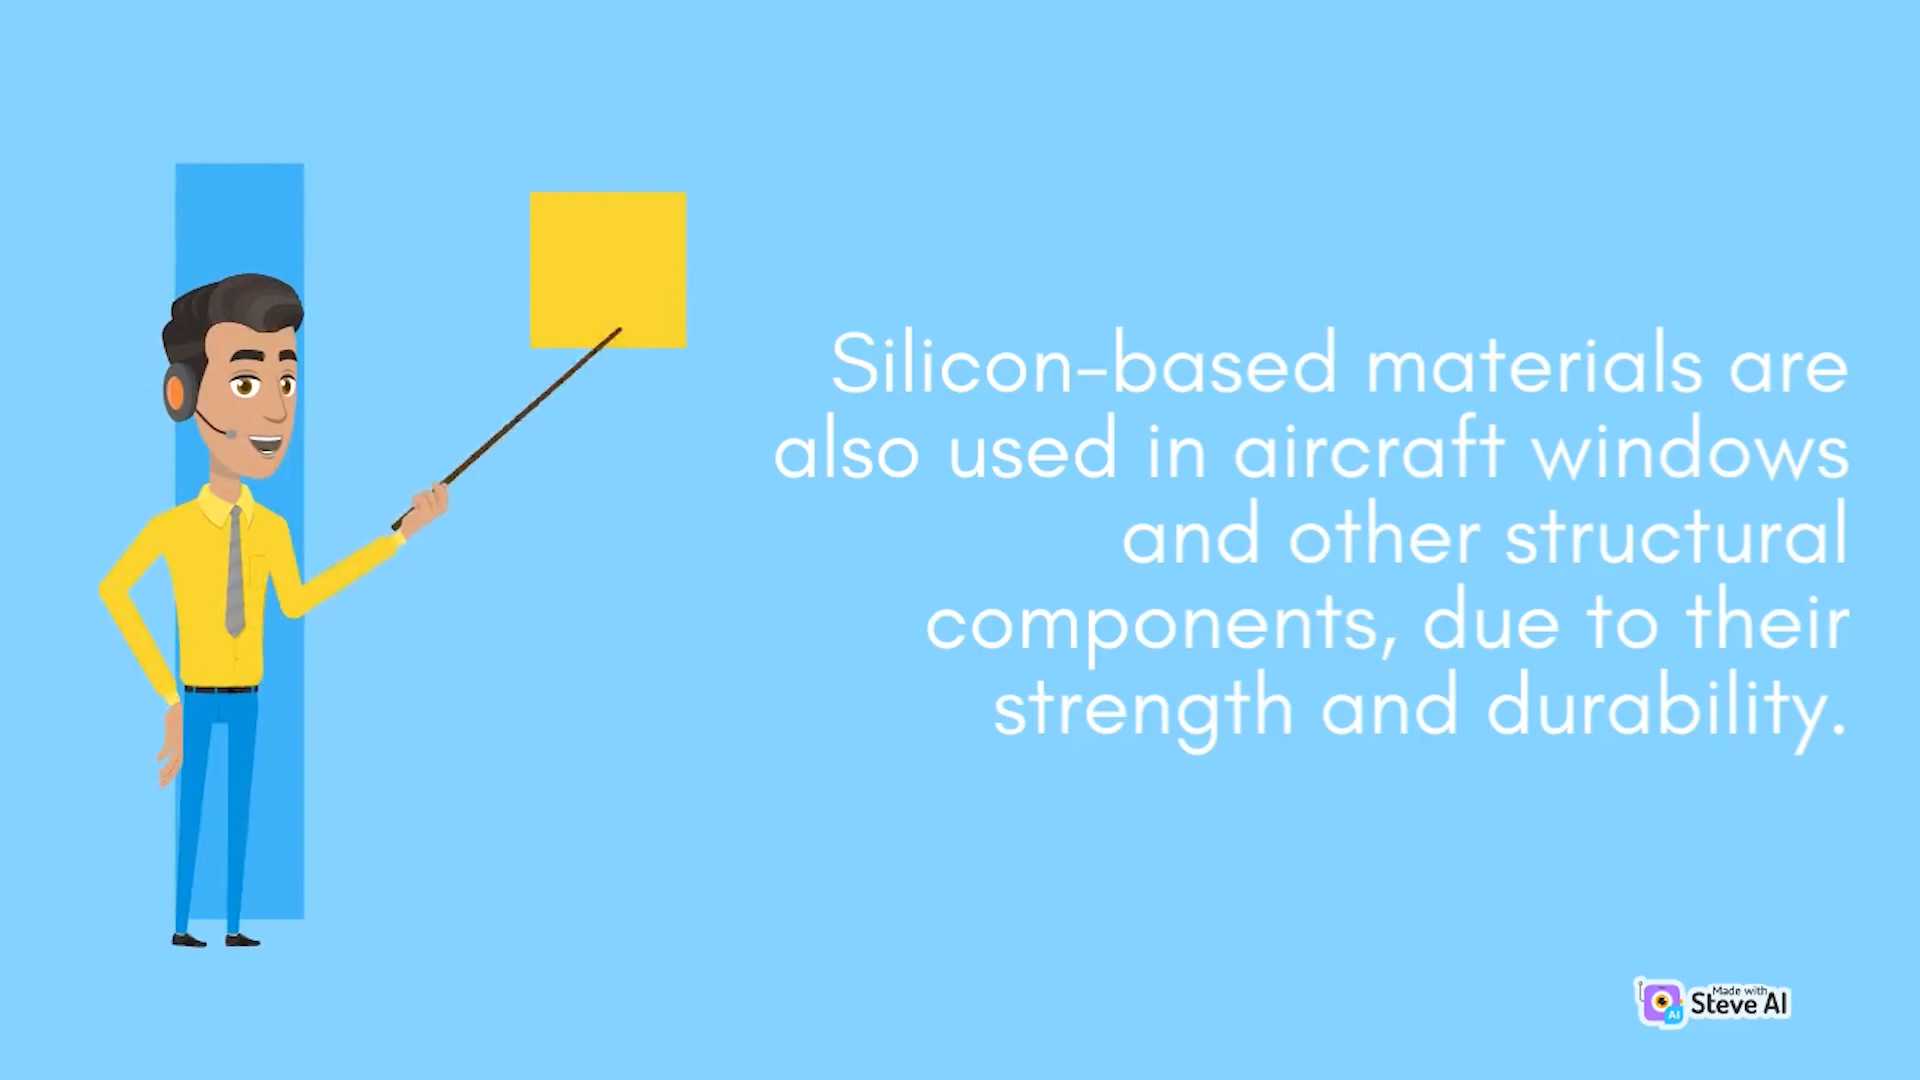 Silicon-based materials are
also used in aircraft windows
and other structural
components, due to their
strength and durability.
Made with
Steve AI
AI